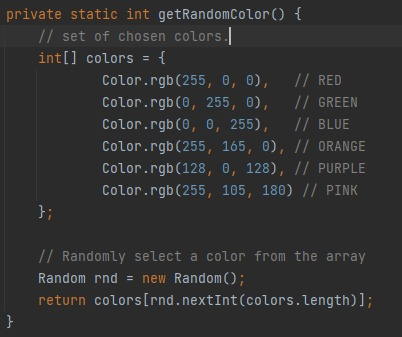 private static int getRandomColor() {
    // set of chosen colors.
    int[] colors = {
            Color.rgb(255, 0, 0),   // RED
            Color.rgb(0, 255, 0),   // GREEN
            Color.rgb(0, 0, 255),   // BLUE
            Color.rgb(255, 165, 0), // ORANGE
            Color.rgb(128, 0, 128), // PURPLE
            Color.rgb(255, 105, 180) // PINK
    };

    // Randomly select a color from the array
    Random rnd = new Random();
    return colors[rnd.nextInt(colors.length)];
}